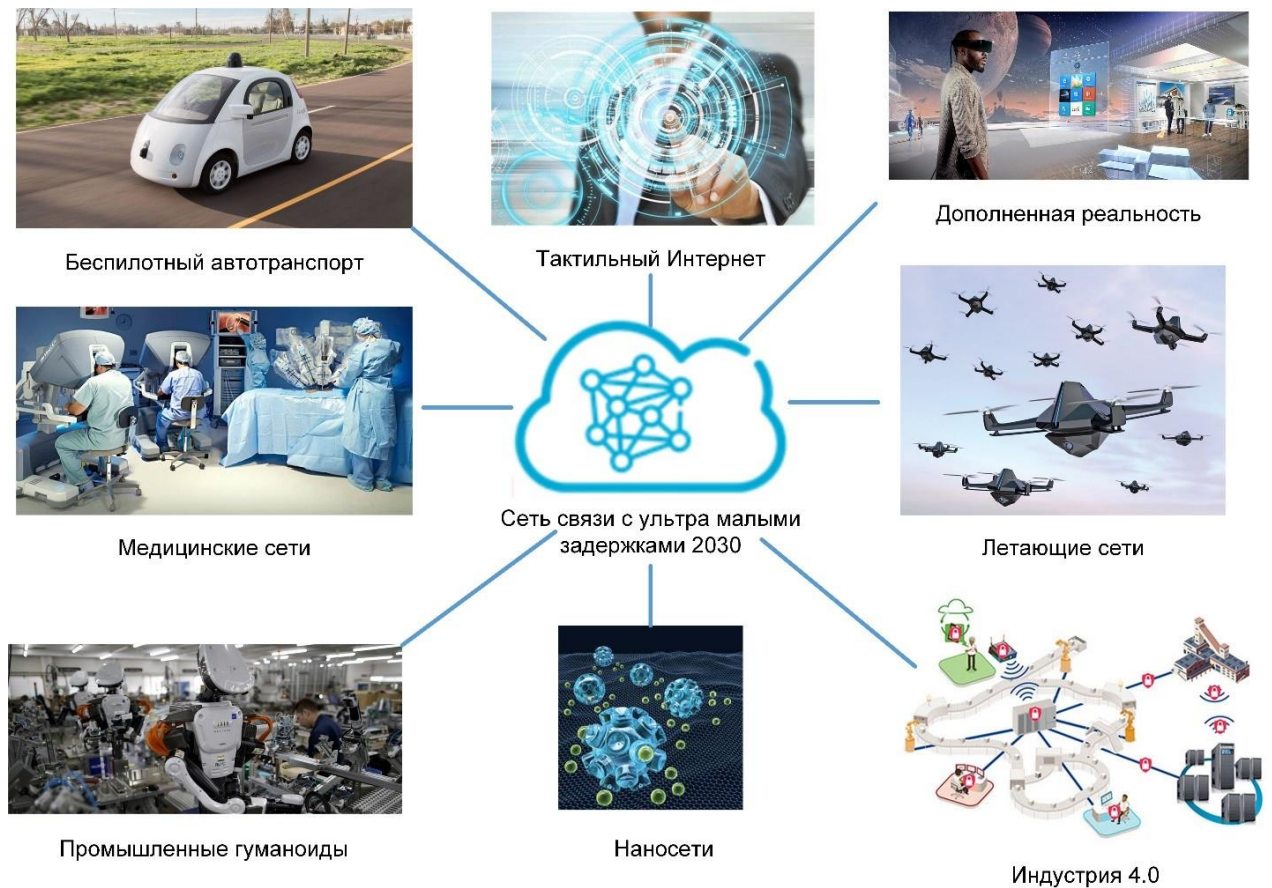 Беспилотный автотранспорт
Тактильный Интернет
Дополненная реальность
Медицинские сети
Сеть связи с ультра малыми
задержками 2030
Летающие сети
Промышленные гуманоиды
Наносети
Индустрия 4.0